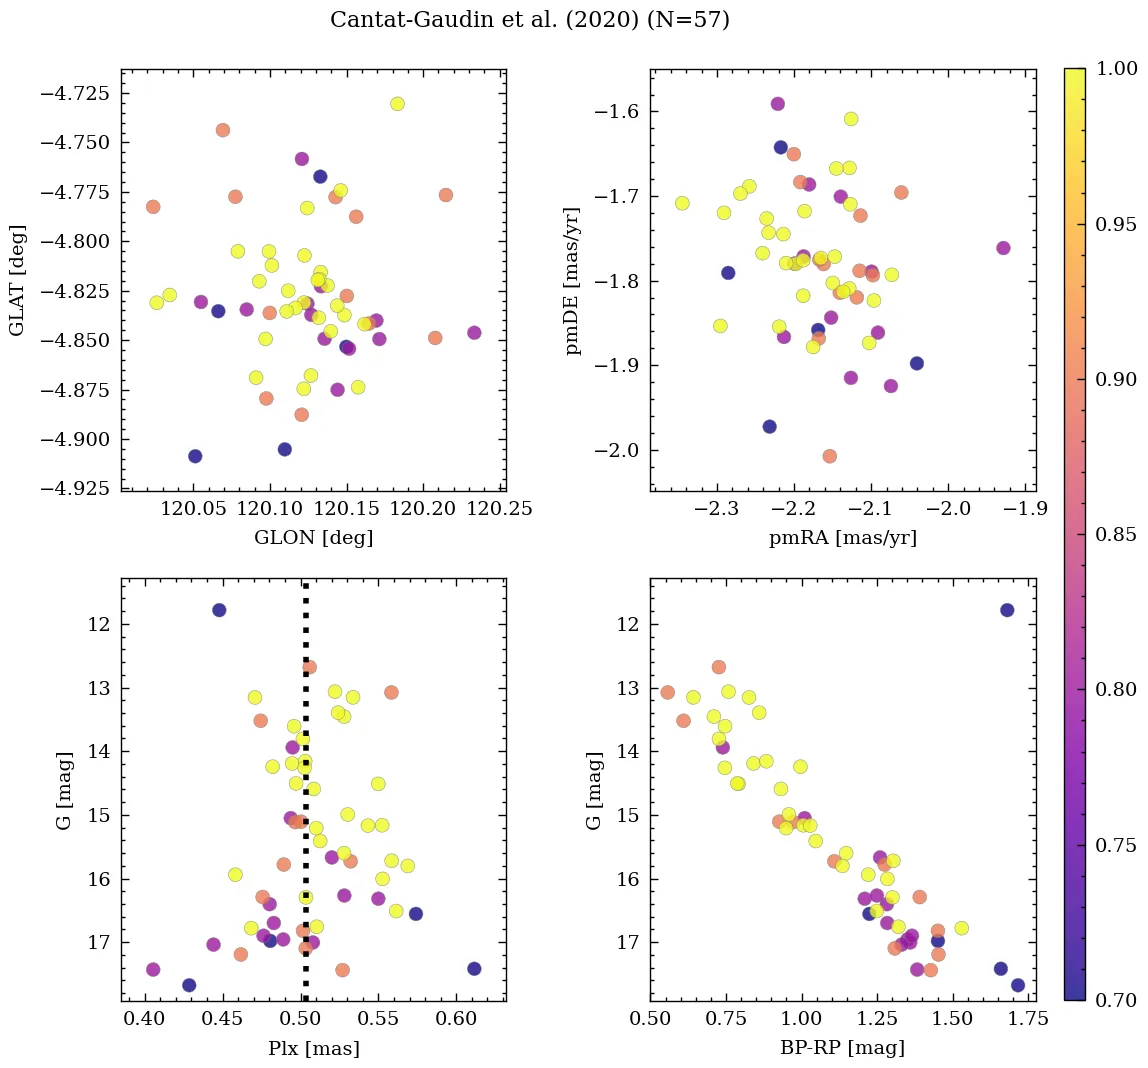 Cantat-Gaudin et al. (2020) (N=57)
GLAT [deg]
−4.725
−4.750
−4.775
−4.800
−4.825
−4.850
−4.875
−4.900
−4.925
120.05 120.10 120.15 120.20 120.25
GLON [deg]
pmDE [mas/yr]
−1.6
−1.7
−1.8
−1.9
−2.0
−2.3 −2.2 −2.1 −2.0 −1.9
pmRA [mas/yr]
G [mag]
12
13
14
15
16
17
0.40 0.45 0.50 0.55 0.60
Plx [mas]
G [mag]
12
13
14
15
16
17
0.50 0.75 1.00 1.25 1.50 1.75
BP-RP [mag]
1.00
0.95
0.90
0.85
0.80
0.75
0.70